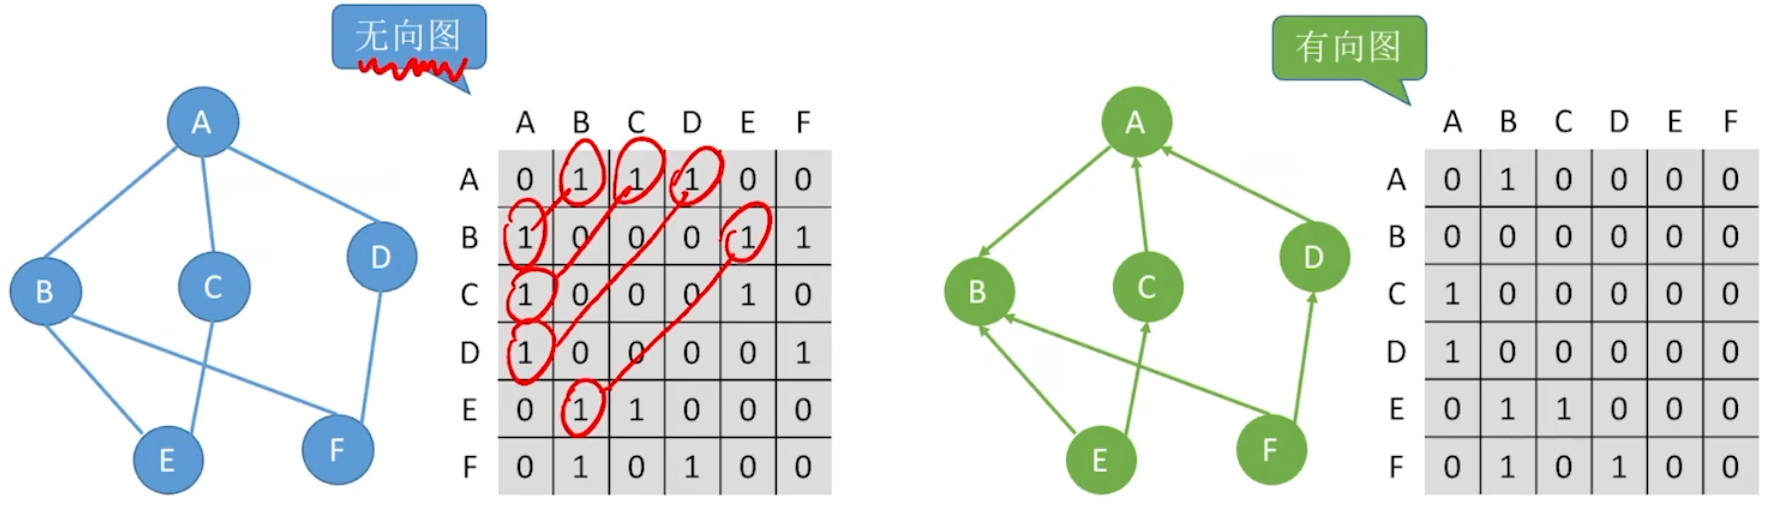 无向图
A
B
C
D
E
F
A B C D E F
A 0 1 1 1 0 0
B 1 0 0 0 1 1
C 1 0 0 0 1 0
D 1 0 0 0 0 1
E 0 1 1 0 0 0
F 0 1 0 1 0 0
有向图
A
B
C
D
E
F
A B C D E F
A 0 1 0 0 0 0
B 0 0 0 0 0 0
C 1 0 0 0 0 0
D 1 0 0 0 0 0
E 0 1 1 0 0 0
F 0 1 0 1 0 0